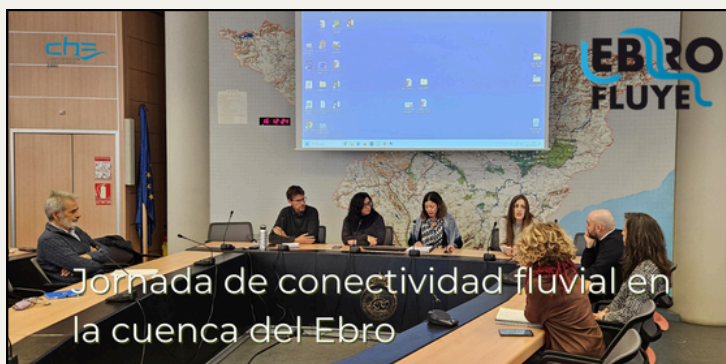 che
EBRO
FLUYE
Jornada de conectividad fluvial en
la cuenca del Ebro